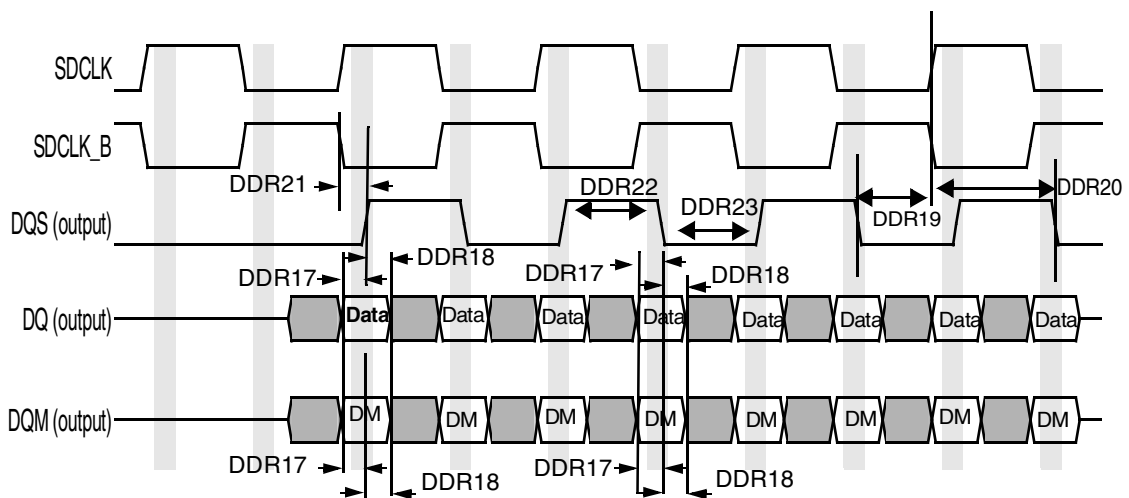 SDCLK
SDCLK_B
DDR21
DDR22
DDR23
DDR19
DDR20
DQS (output)
DDR18
DDR17
DDR17
DDR18
DQ (output)
Data Data Data Data Data Data Data Data
DQM (output)
DM DM DM DM DM DM DM DM
DDR17
DDR17
DDR18
DDR18